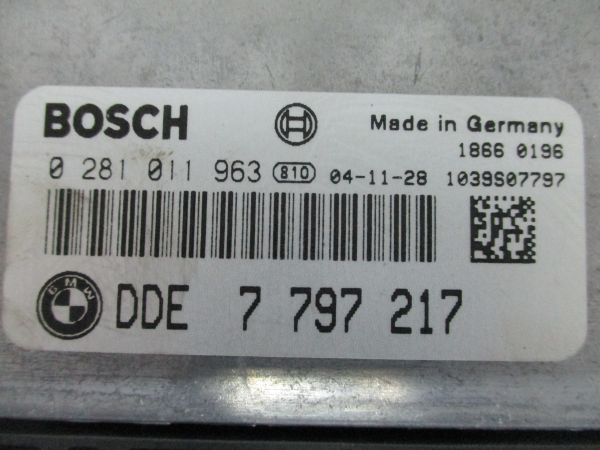 BOSCH
Made in Germany
1866 0196
0 281 011 963 810 04-11-28 1039S07797
BMW
DDE 7 797 217